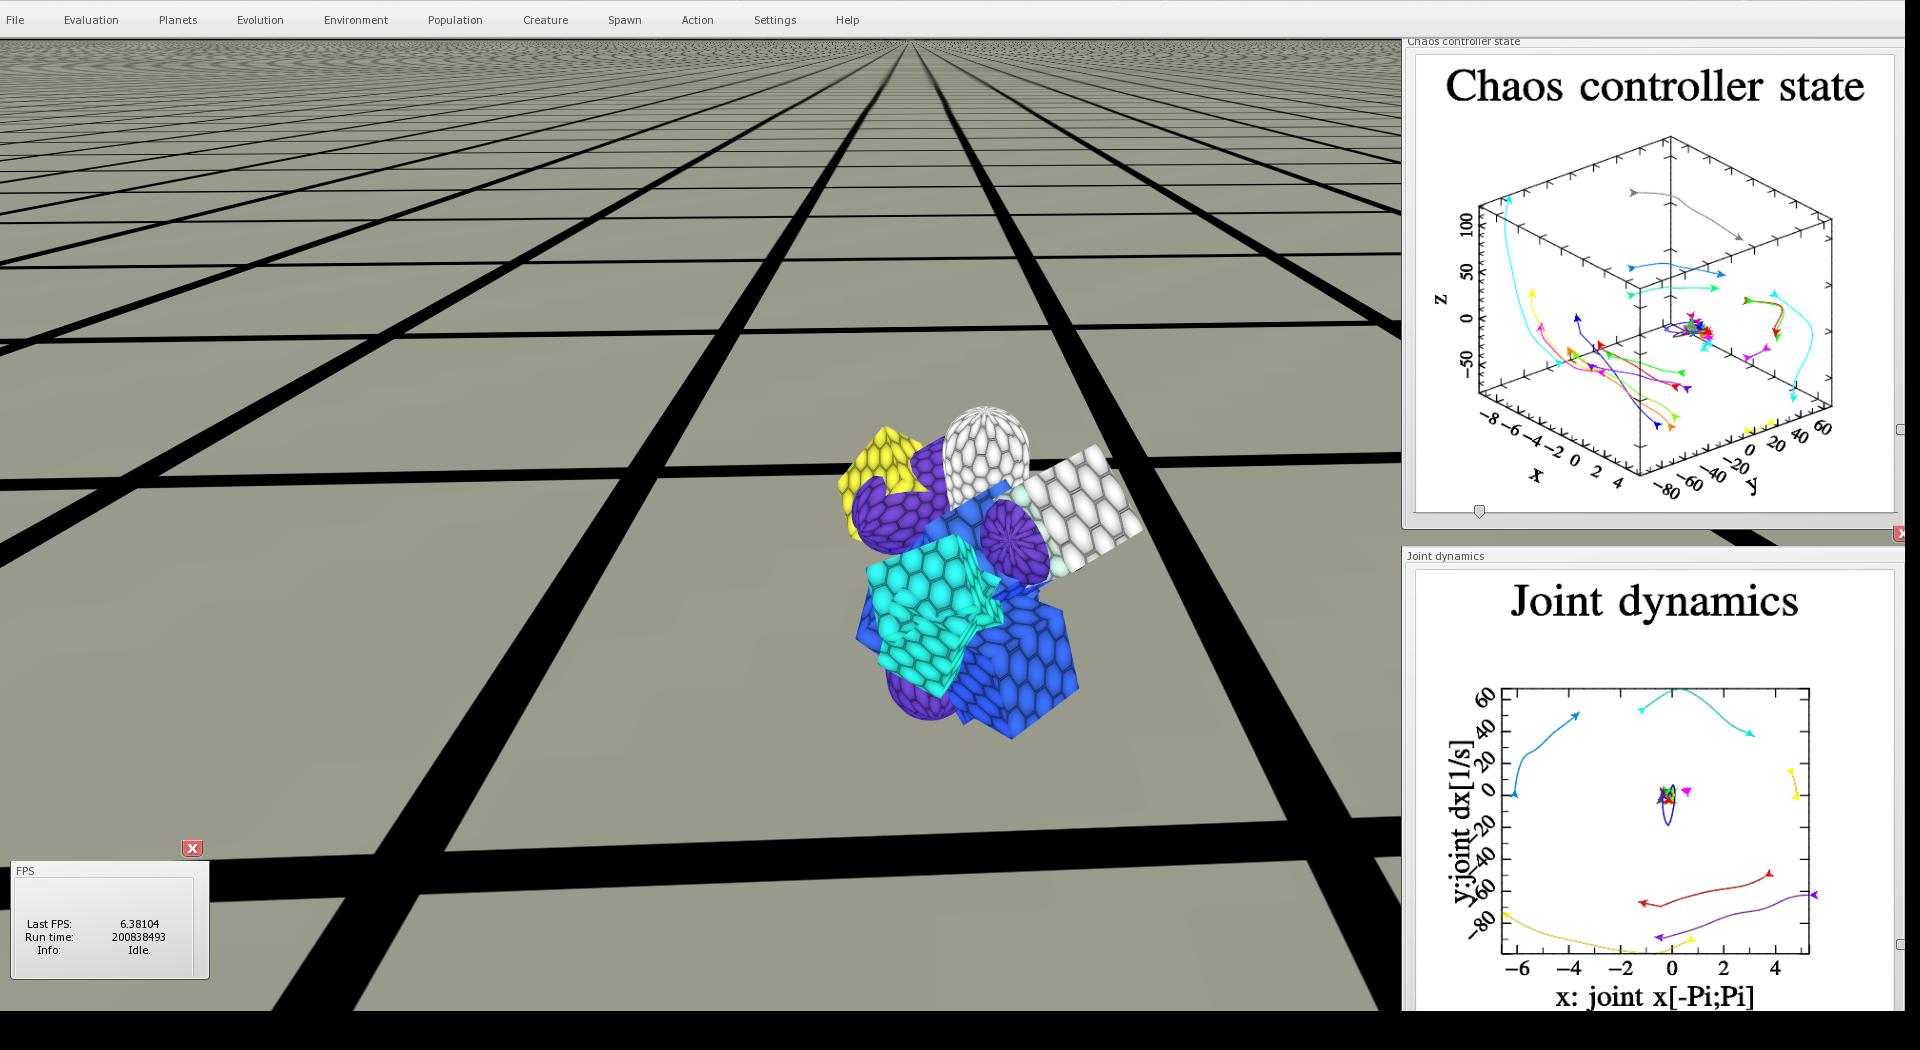 File Evaluation Planets Evolution Environment Population Creature Spawn Action Settings Help
Chaos controller state
Chaos controller state
100
50
0
−50
z
−8 −6 −4 −2 0 2 4
x
−80 −60 −40 −20 0 20 40 60
y
Joint dynamics
Joint dynamics
60
40
20
0
−20
−40
−60
−80
y:joint dx[1/s]
−6 −4 −2 0 2 4
x: joint x[-Pi;Pi]
FPS
Last FPS: 6.38104
Run time: 200838493
Info: Idle.